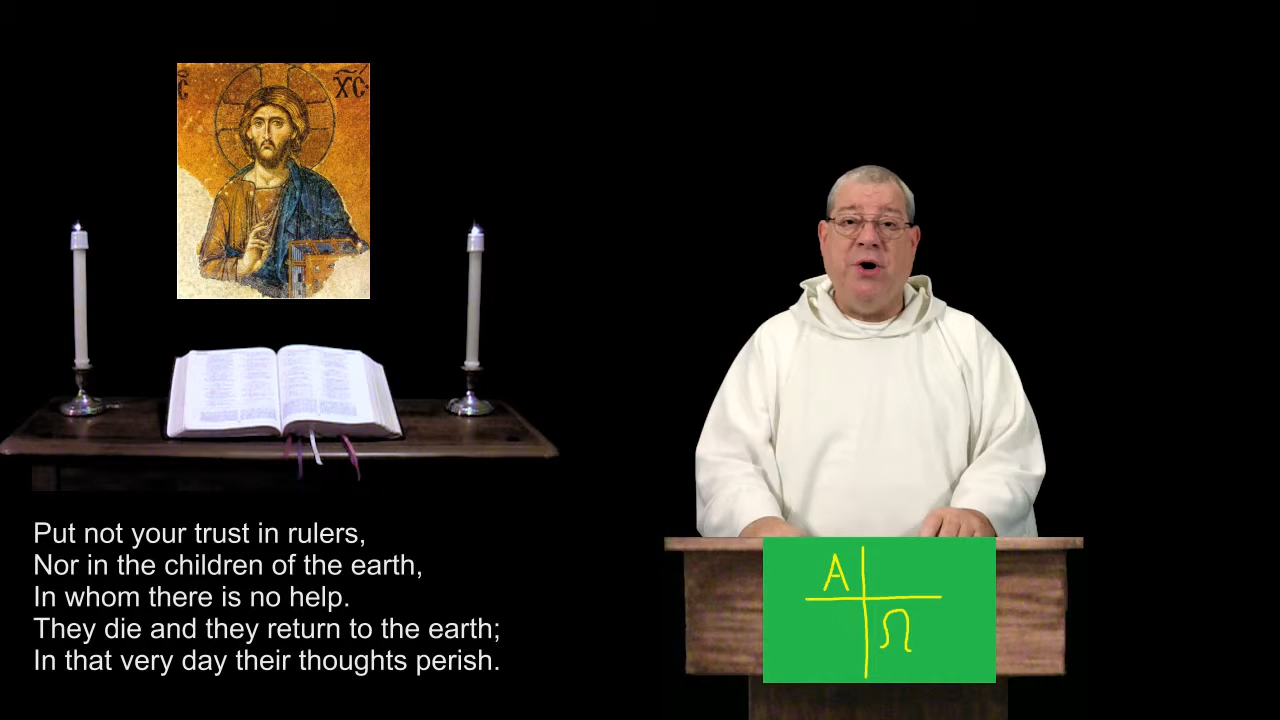 C̅ X̅C̅
Put not your trust in rulers,
Nor in the children of the earth,
In whom there is no help.
They die and they return to the earth;
In that very day their thoughts perish.
A
Ω